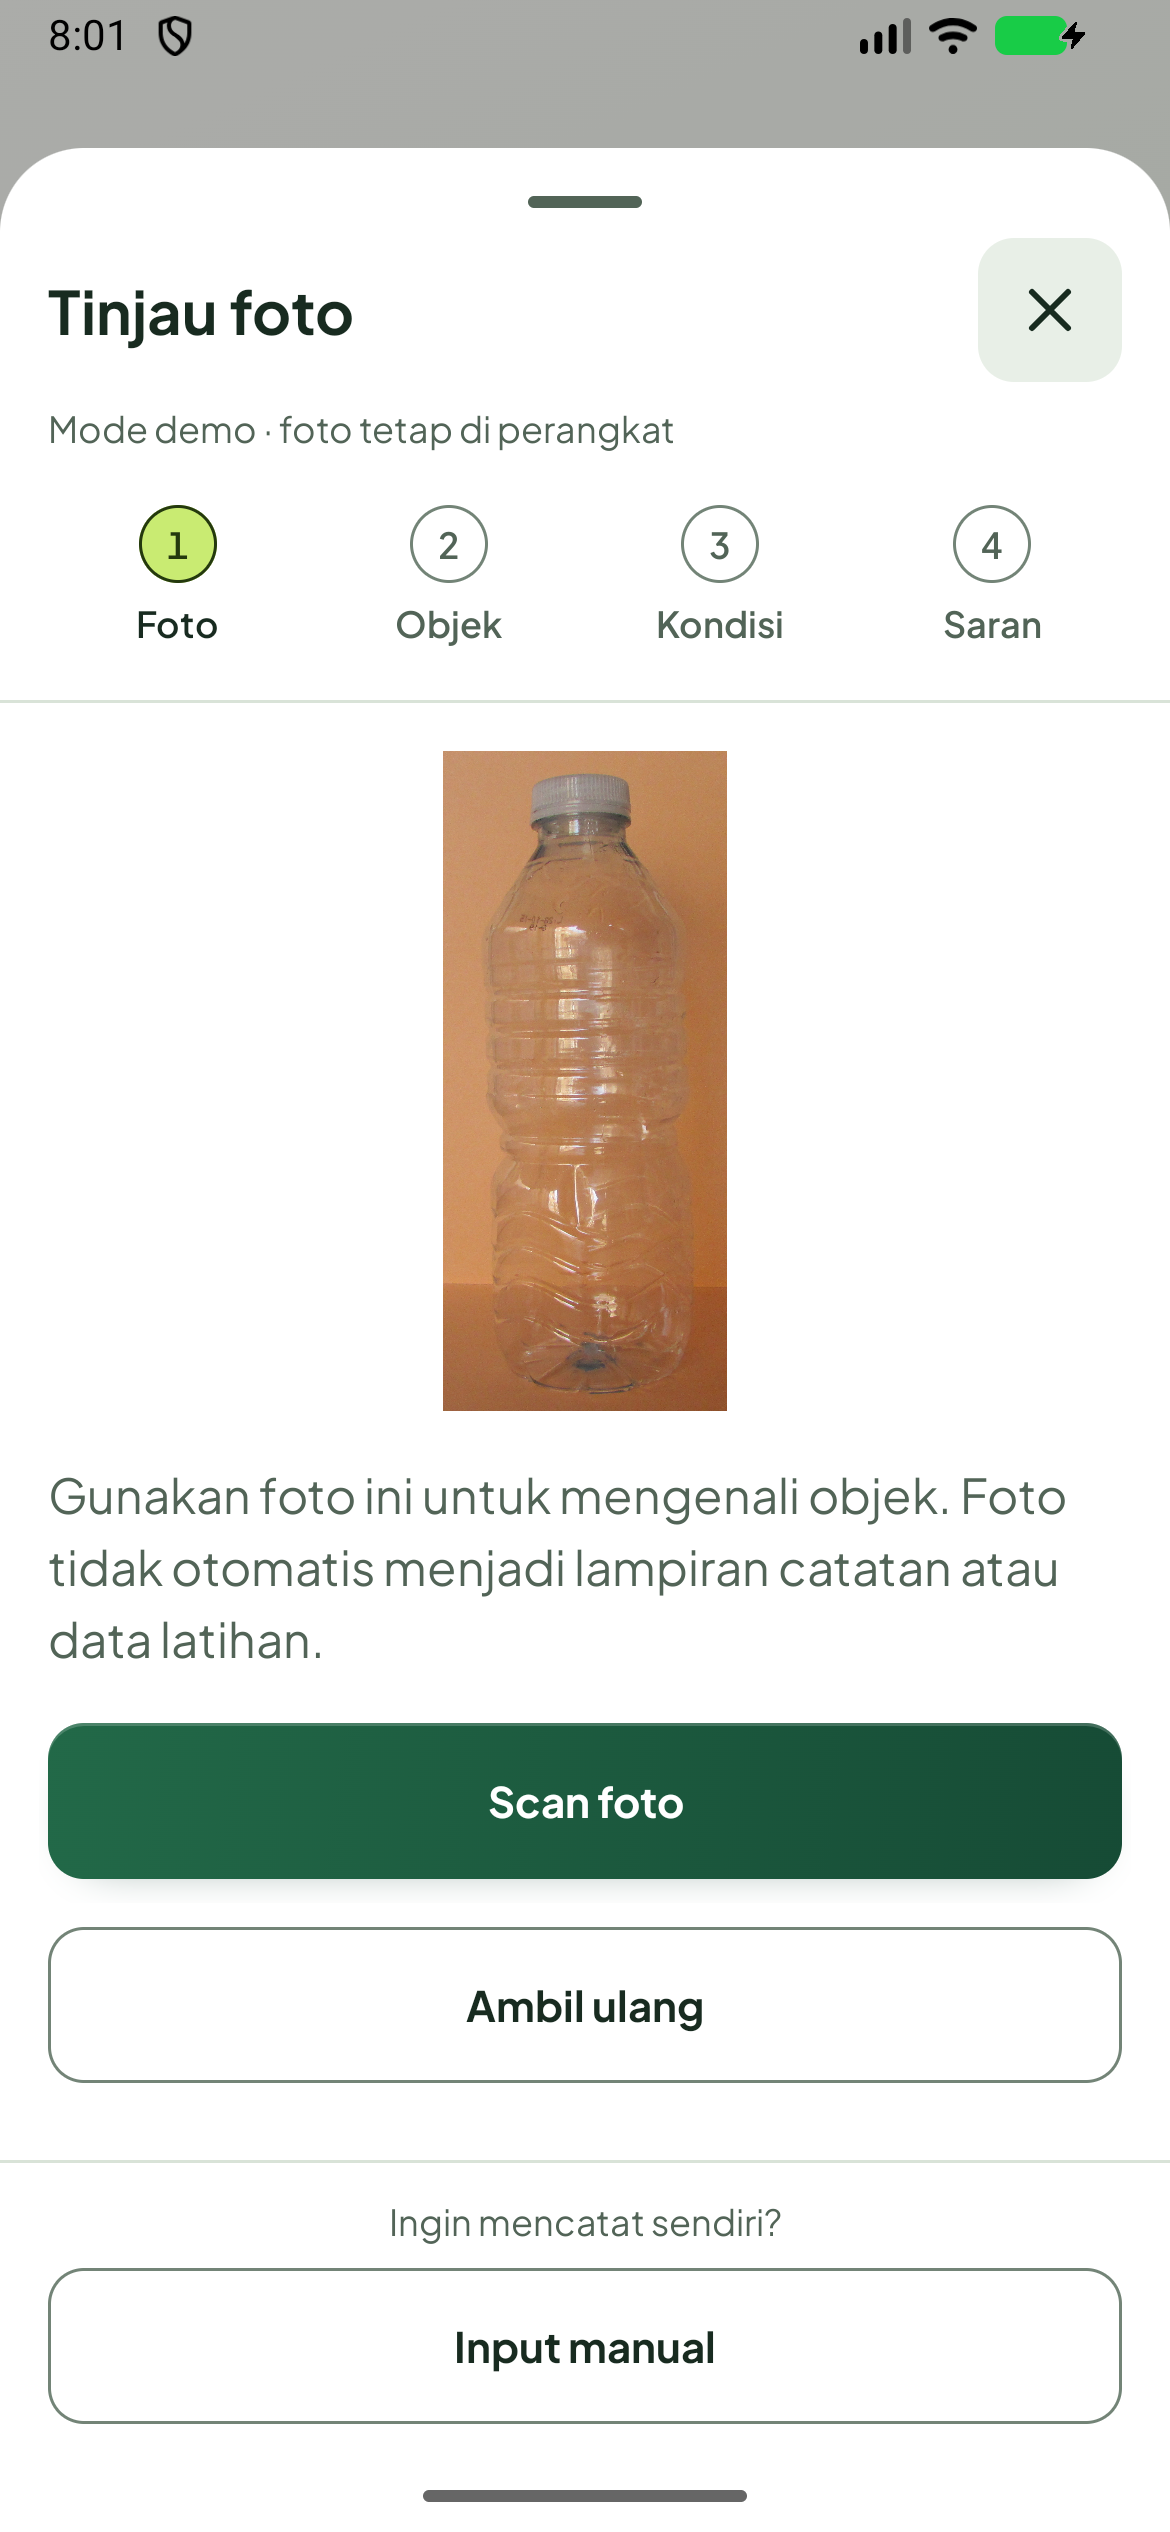 8:01
Tinjau foto
Mode demo · foto tetap di perangkat
1 2 3 4
Foto Objek Kondisi Saran
Gunakan foto ini untuk mengenali objek. Foto
tidak otomatis menjadi lampiran catatan atau
data latihan.
Scan foto
Ambil ulang
Ingin mencatat sendiri?
Input manual